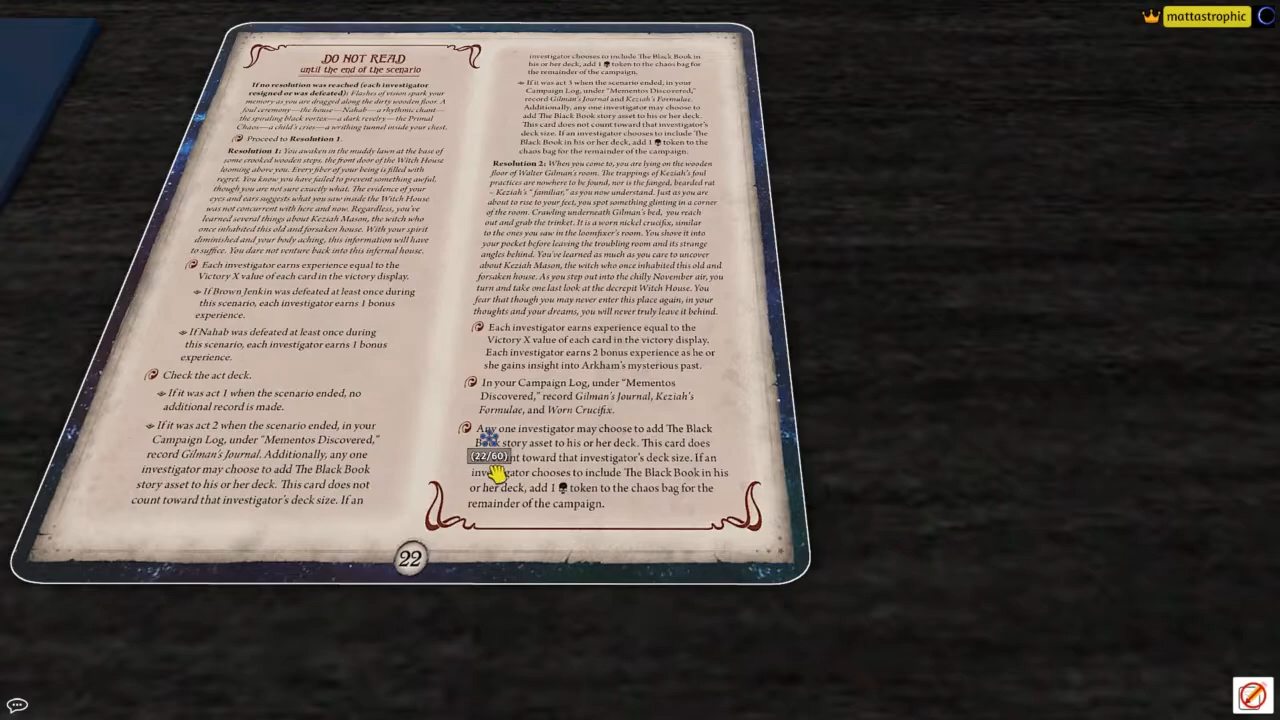 mattastrophic
DO NOT READ
until the end of the scenario
If no resolution was reached (each investigator
resigned or was defeated): Flashes of vision spark your
memory as you are dragged along the dirty wooden floor. A
foul ceremony—the house—Nahab—a rhythmic chant—
the spiraling black vortex—a dark revelry—the Primal
Chaos—a child's cries—a writhing tunnel inside your chest.
Proceed to Resolution 1.
Resolution 1: You awaken in the muddy lawn at the base of
some crooked wooden steps, the front door of the Witch House
looming above you. Every fiber of your being is filled with
regret. You know you have failed to prevent something awful,
though you are not sure exactly what. The evidence of your
eyes and ears suggests what you saw inside the Witch House
was not concurrent with here and now. Regardless, you've
learned several things about Keziah Mason, the witch who
once inhabited this old and forsaken house. With your spirit
diminished and your body aching, this information will have
to suffice. You dare not venture back into this infernal house.
Each investigator earns experience equal to the
Victory X value of each card in the victory display.
If Brown Jenkin was defeated at least once during
this scenario, each investigator earns 1 bonus
experience.
If Nahab was defeated at least once during
this scenario, each investigator earns 1 bonus
experience.
Check the act deck.
If it was act 1 when the scenario ended, no
additional record is made.
If it was act 2 when the scenario ended, in your
Campaign Log, under "Mementos Discovered,"
record Gilman's Journal. Additionally, any one
investigator may choose to add The Black Book
story asset to his or her deck. This card does not
count toward that investigator's deck size. If an
investigator chooses to include The Black Book in
his or her deck, add 1 token to the chaos bag for
the remainder of the campaign.
If it was act 3 when the scenario ended, in your
Campaign Log, under "Mementos Discovered,"
record Gilman's Journal and Keziah's Formulae.
Additionally, any one investigator may choose to
add The Black Book story asset to his or her deck.
This card does not count toward that investigator's
deck size. If an investigator chooses to include The
Black Book in his or her deck, add 1 token to the
chaos bag for the remainder of the campaign.
Resolution 2: When you come to, you are lying on the wooden
floor of Walter Gilman's room. The trappings of Keziah's foul
practices are nowhere to be found, nor is the fanged, bearded rat
– Keziah's "familiar," as you now understand. Just as you are
about to rise to your feet, you spot something glinting in a corner
of the room. Crawling underneath Gilman's bed, you reach
out and grab the trinket. It is a worn nickel crucifix, similar
to the ones you saw in the loomfixer's room. You shove it into
your pocket before leaving the troubling room and its strange
angles behind. You've learned as much as you care to uncover
about Keziah Mason, the witch who once inhabited this old and
forsaken house. As you step out into the chilly November air, you
turn and take one last look at the decrepit Witch House. You
fear that though you may never enter this place again, in your
thoughts and your dreams, you will never truly leave it behind.
Each investigator earns experience equal to the
Victory X value of each card in the victory display.
Each investigator earns 2 bonus experience as he or
she gains insight into Arkham's mysterious past.
In your Campaign Log, under "Mementos
Discovered," record Gilman's Journal, Keziah's
Formulae, and Worn Crucifix.
Any one investigator may choose to add The Black
story asset to his or her deck. This card does
toward that investigator's deck size. If an
(22/60)
investigator chooses to include The Black Book in his
or her deck, add 1 token to the chaos bag for the
remainder of the campaign.
22